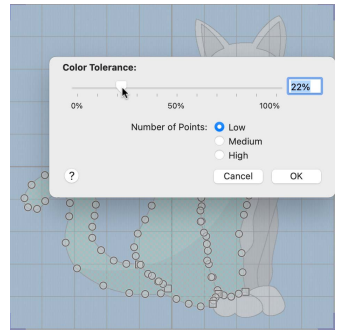 Color Tolerance:
22%
0% 50% 100%
Number of Points: Low
Medium
High
? Cancel OK